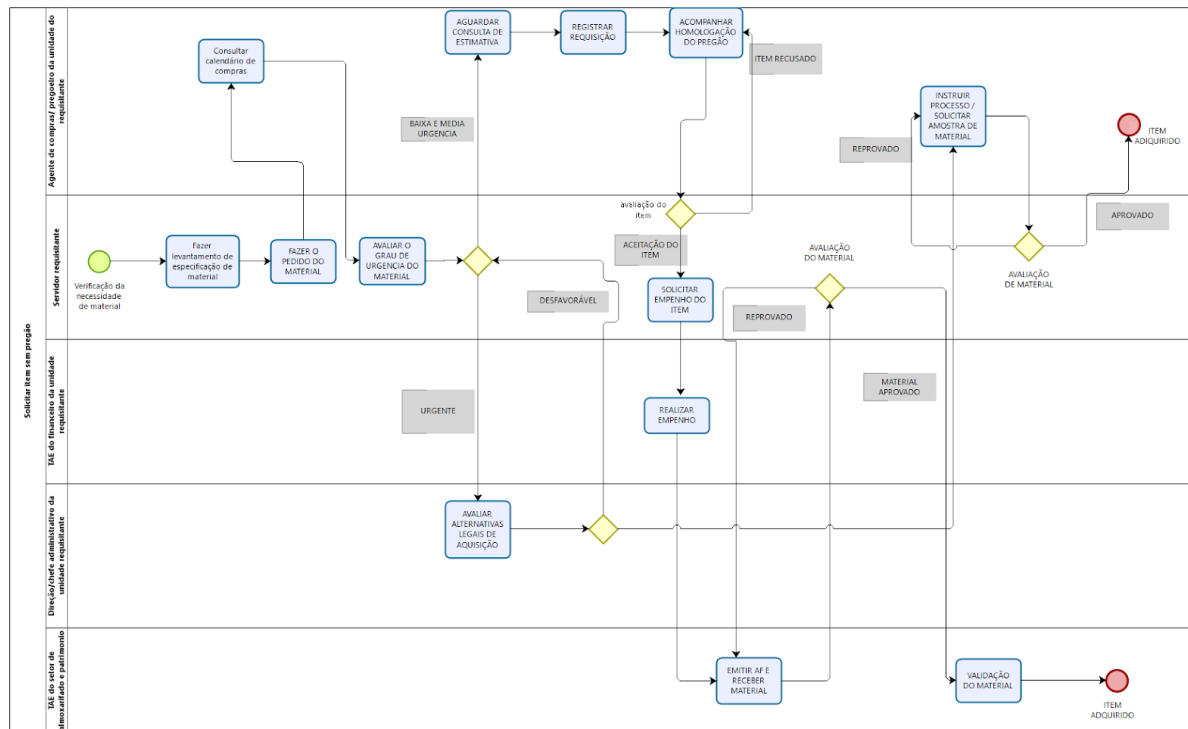 Solicitar item sem pregão
Agente de compras/ pregoeiro da unidade do
requisitante
Consultar
calendário de
compras
AGUARDAR
CONSULTA DE
ESTIMATIVA
REGISTRAR
REQUISIÇÃO
ACOMPANHAR
HOMOLOGAÇÃO
DO PREGÃO
ITEM RECUSADO
BAIXA E MEDIA
URGENCIA
INSTRUIR
PROCESSO /
SOLICITAR
AMOSTRA DE
MATERIAL
REPROVADO
ITEM
ADIQUIRIDO
Servidor requisitante
Verificação da
necessidade
de material
Fazer
levantamento de
especificação de
material
FAZER O
PEDIDO DO
MATERIAL
AVALIAR O
GRAU DE
URGENCIA DO
MATERIAL
DESFAVORÁVEL
avaliação do
item
ACEITAÇÃO DO
ITEM
SOLICITAR
EMPENHO DO
ITEM
AVALIAÇÃO
DO MATERIAL
REPROVADO
APROVADO
AVALIAÇÃO
DE MATERIAL
TAE do financeiro da unidade
requisitante
URGENTE
REALIZAR
EMPENHO
MATERIAL
APROVADO
Direção/chefe administrativo da
unidade requisitante
AVALIAR
ALTERNATIVAS
LEGAIS DE
AQUISIÇÃO
TAE do setor de
almoxarifado e patrimonio
EMITIR AF E
RECEBER
MATERIAL
VALIDAÇÃO
DO MATERIAL
ITEM
ADQUIRIDO